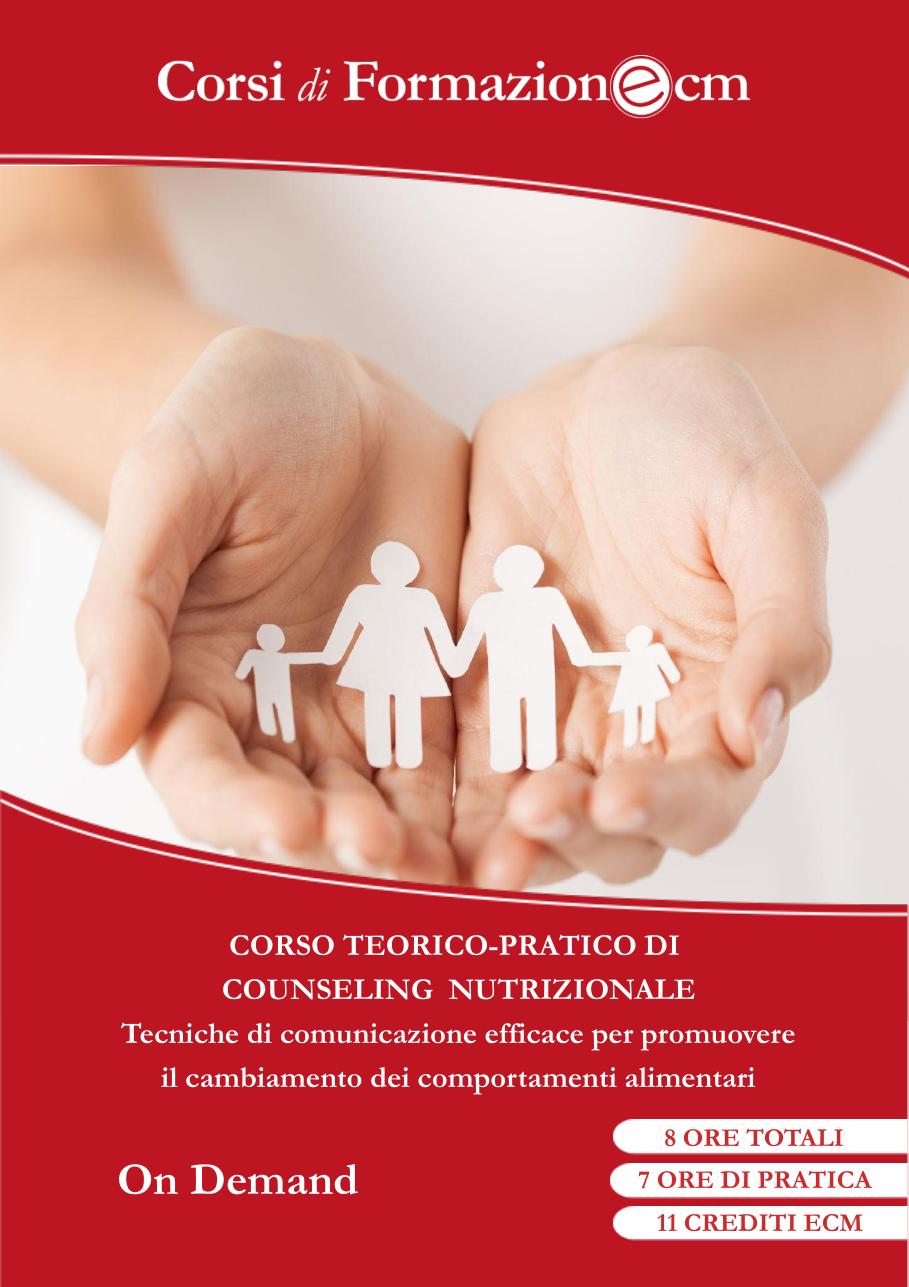 Corsi di Formazionecm
CORSO TEORICO-PRATICO DI
COUNSELING NUTRIZIONALE
Tecniche di comunicazione efficace per promuovere
il cambiamento dei comportamenti alimentari
8 ORE TOTALI
On Demand
7 ORE DI PRATICA
11 CREDITI ECM